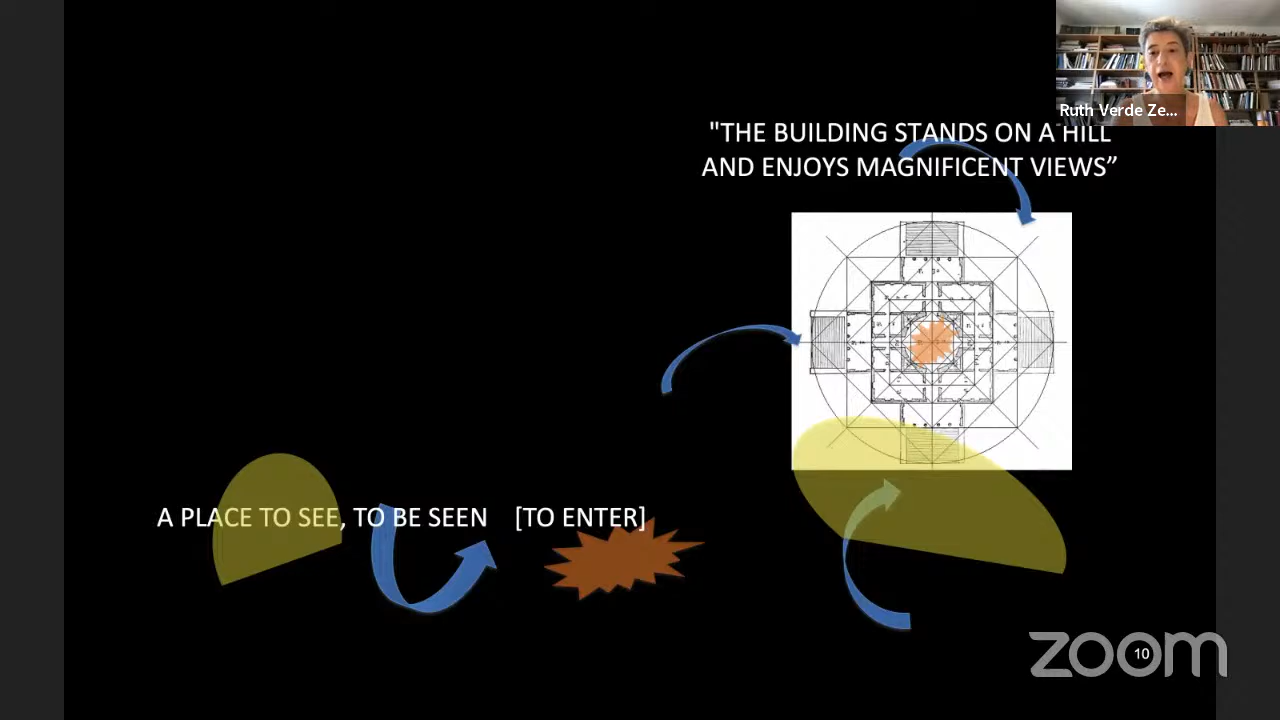 Ruth Verde Ze...
"THE BUILDING STANDS ON A HILL
AND ENJOYS MAGNIFICENT VIEWS”
A PLACE TO SEE, TO BE SEEN [TO ENTER]
zoom
10